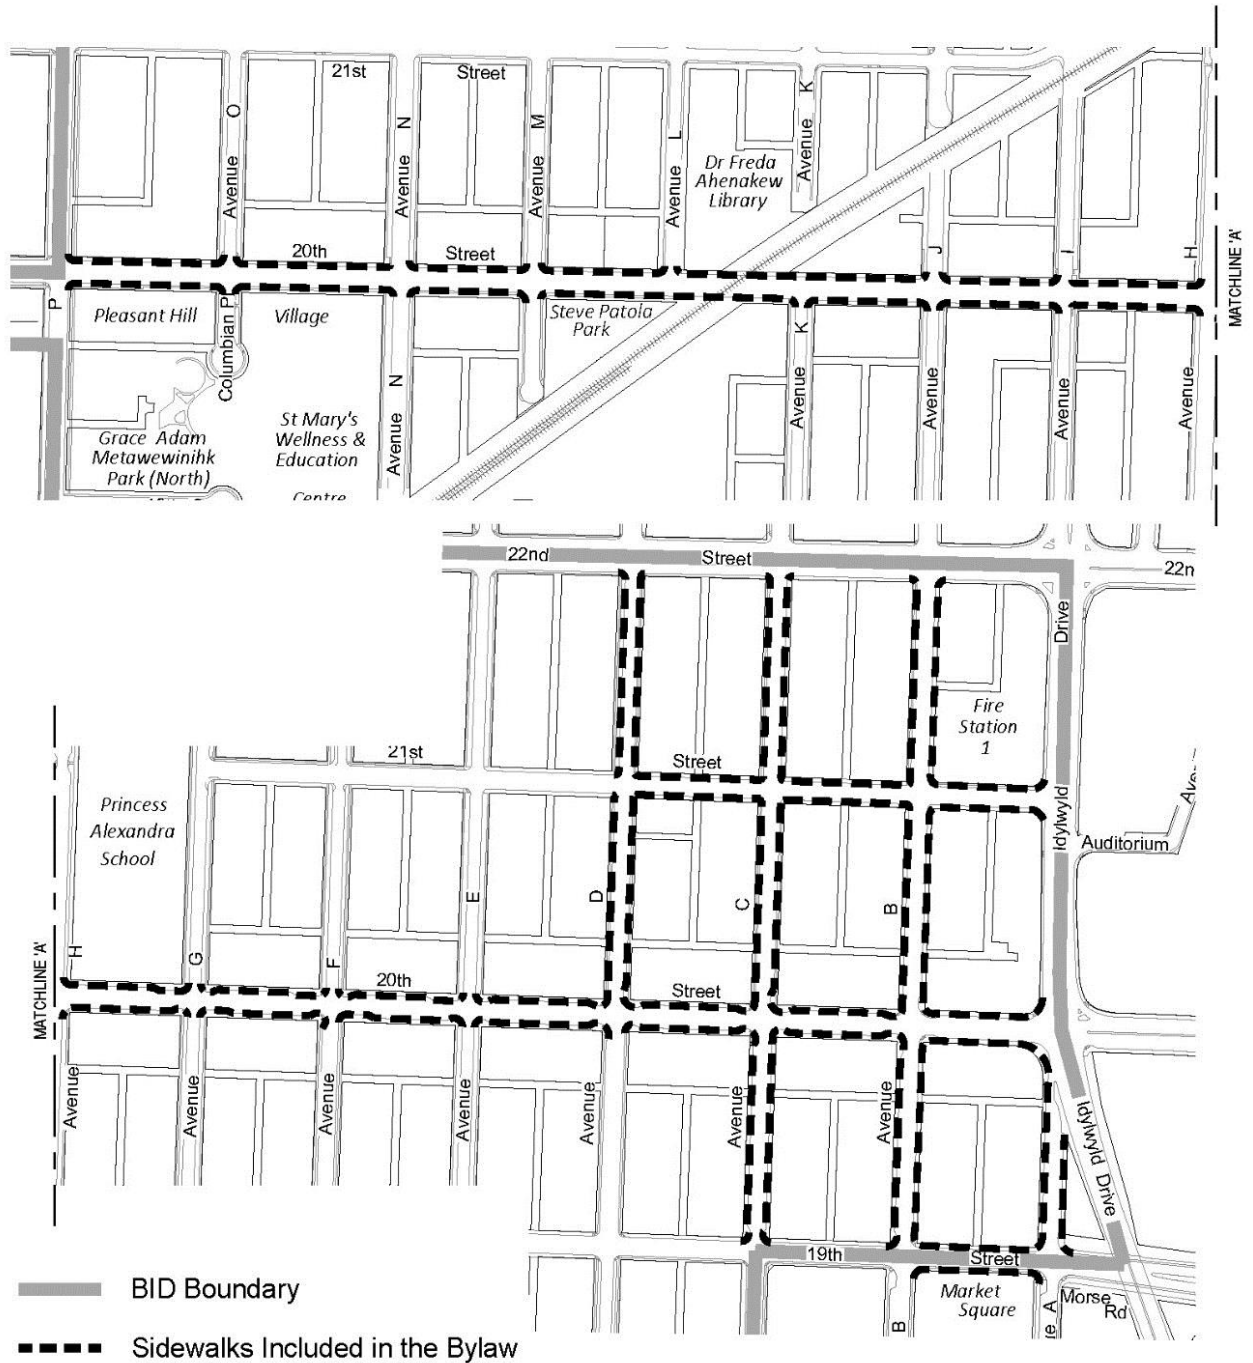 21st
Street
Avenue O
Avenue N
Avenue M
Avenue L
Avenue K
Dr Freda
Ahenakew
Library
20th
Street
J
I
H
MATCHLINE 'A'
P
Pleasant Hill
Columbian P
Village
Steve Patola
Park
K
Avenue
Avenue
Avenue
Avenue
Avenue N
St Mary's
Wellness &
Education
Centre
Grace Adam
Metawewinihk
Park (North)
22nd
Street
22n
Drive
Fire
Station
1
21st
Street
Idylwyld
Auditorium
Princess
Alexandra
School
MATCHLINE 'A'
H
G
F
E
D
C
B
20th
Street
Avenue
Avenue
Avenue
Avenue
Avenue
Avenue
Avenue
Idylwyld Drive
19th
Street
Market
Square
Morse
Rd
B
ue A
BID Boundary
Sidewalks Included in the Bylaw